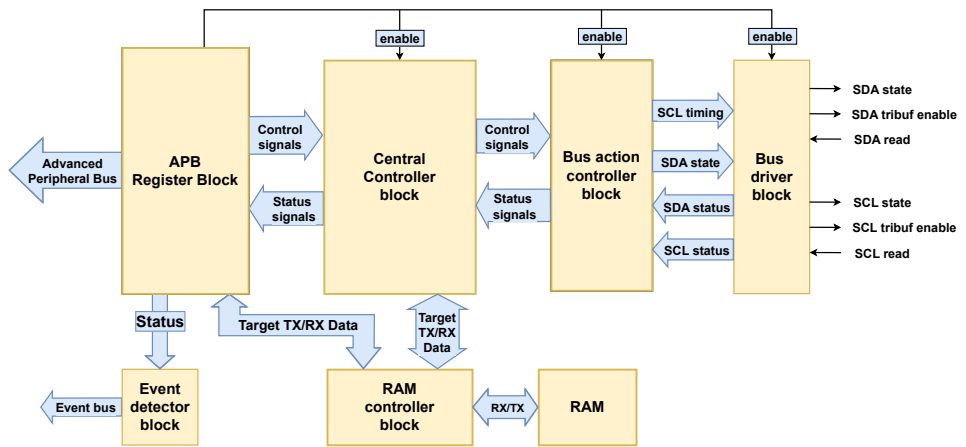 enable
enable
enable
SDA state
SDA tribuf enable
SDA read
SCL state
SCL tribuf enable
SCL read
Advanced
Peripheral Bus
APB
Register Block
Control
signals
Status
signals
Central
Controller
block
Control
signals
Status
signals
Bus action
controller
block
SCL timing
SDA state
SDA status
SCL status
Bus
driver
block
Status
Target TX/RX Data
Target
TX/RX
Data
Event bus
Event
detector
block
RAM
controller
block
RX/TX
RAM